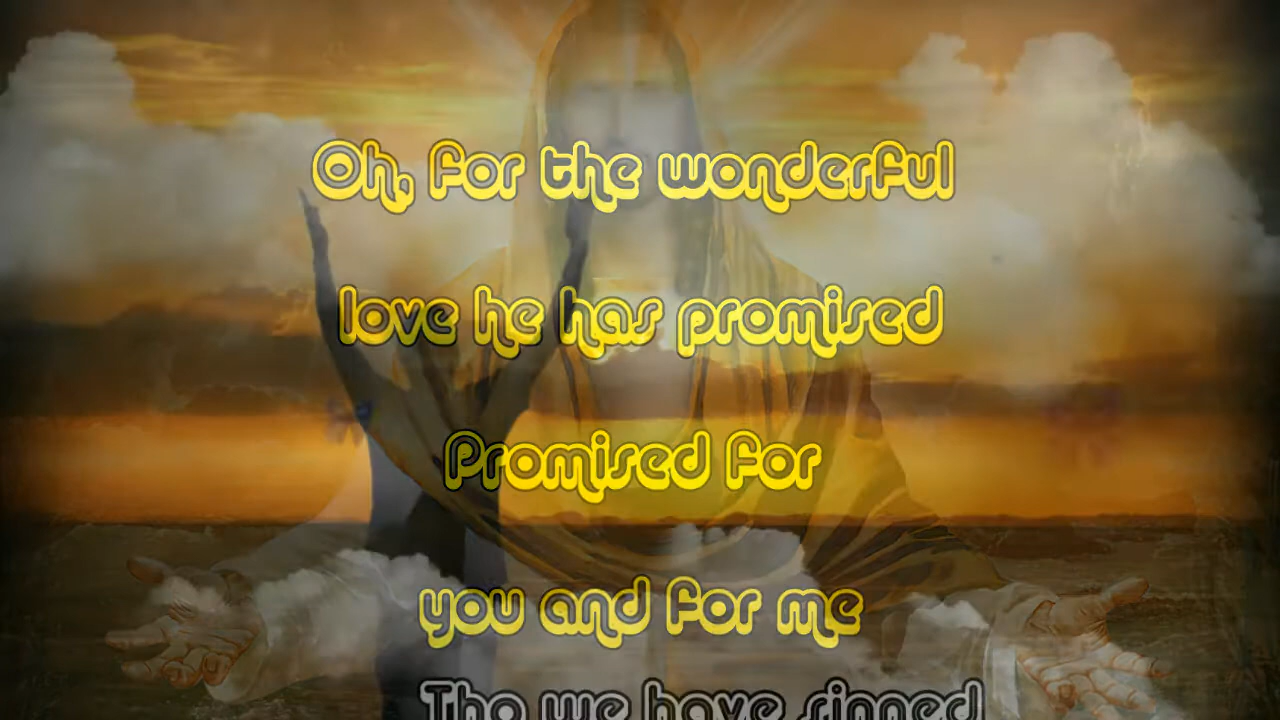 Oh, for the wonderful
love he has promised
Promised for
you and for me
Tho we have sinned